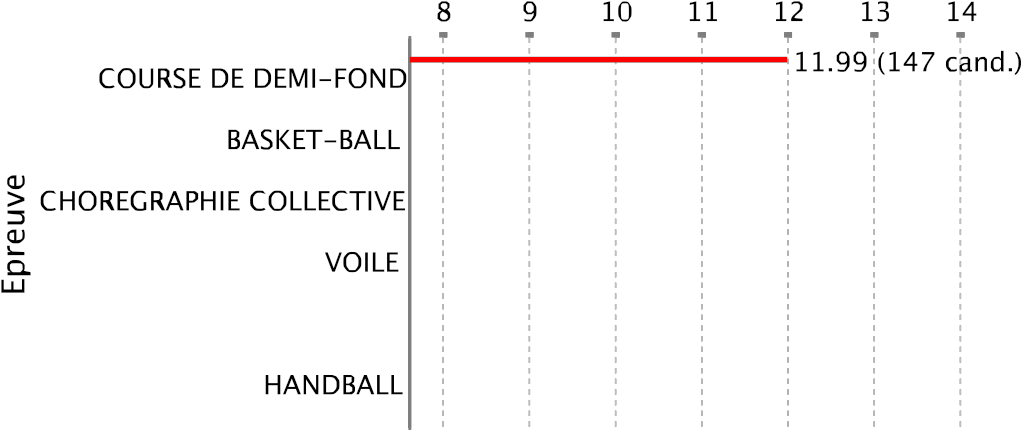 8 9 10 11 12 13 14
COURSE DE DEMI-FOND
11.99 (147 cand.)
BASKET-BALL
CHOREGRAPHIE COLLECTIVE
VOILE
HANDBALL
Epreuve